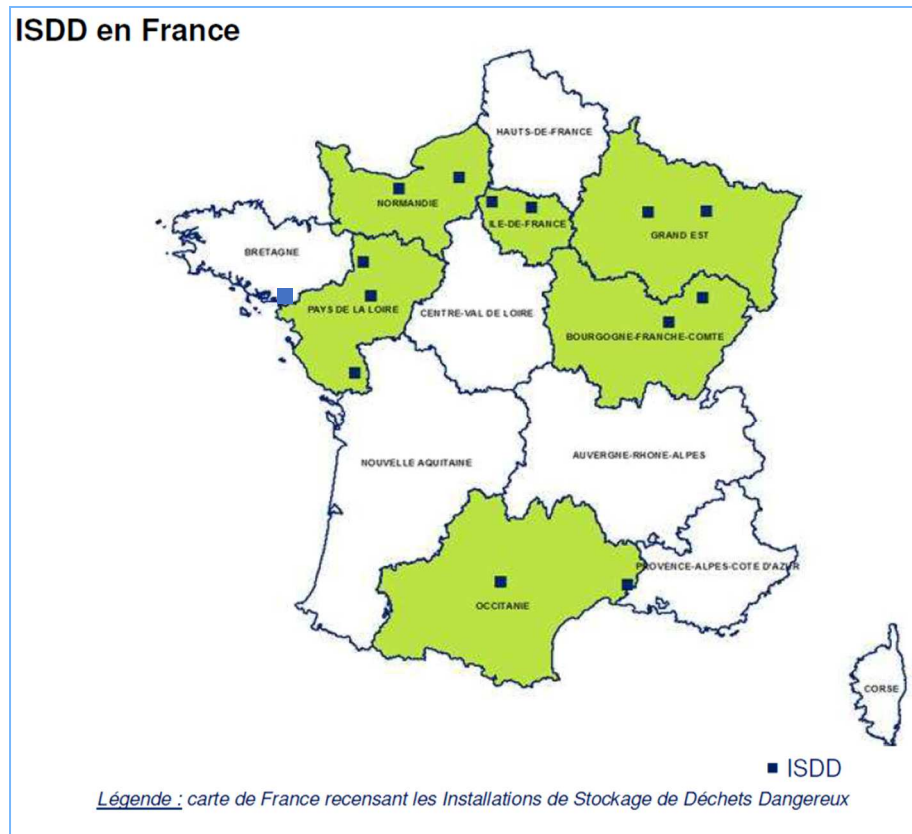 ISDD en France
HAUTS-DE-FRANCE
NORMANDIE
ILE-DE-FRANCE
GRAND EST
BRETAGNE
PAYS DE LA LOIRE
CENTRE-VAL DE LOIRE
BOURGOGNE-FRANCHE-COMTE
NOUVELLE AQUITAINE
AUVERGNE-RHONE-ALPES
PROVENCE-ALPES-COTE D'AZUR
OCCITANIE
CORSE
ISDD
Légende : carte de France recensant les Installations de Stockage de Déchets Dangereux